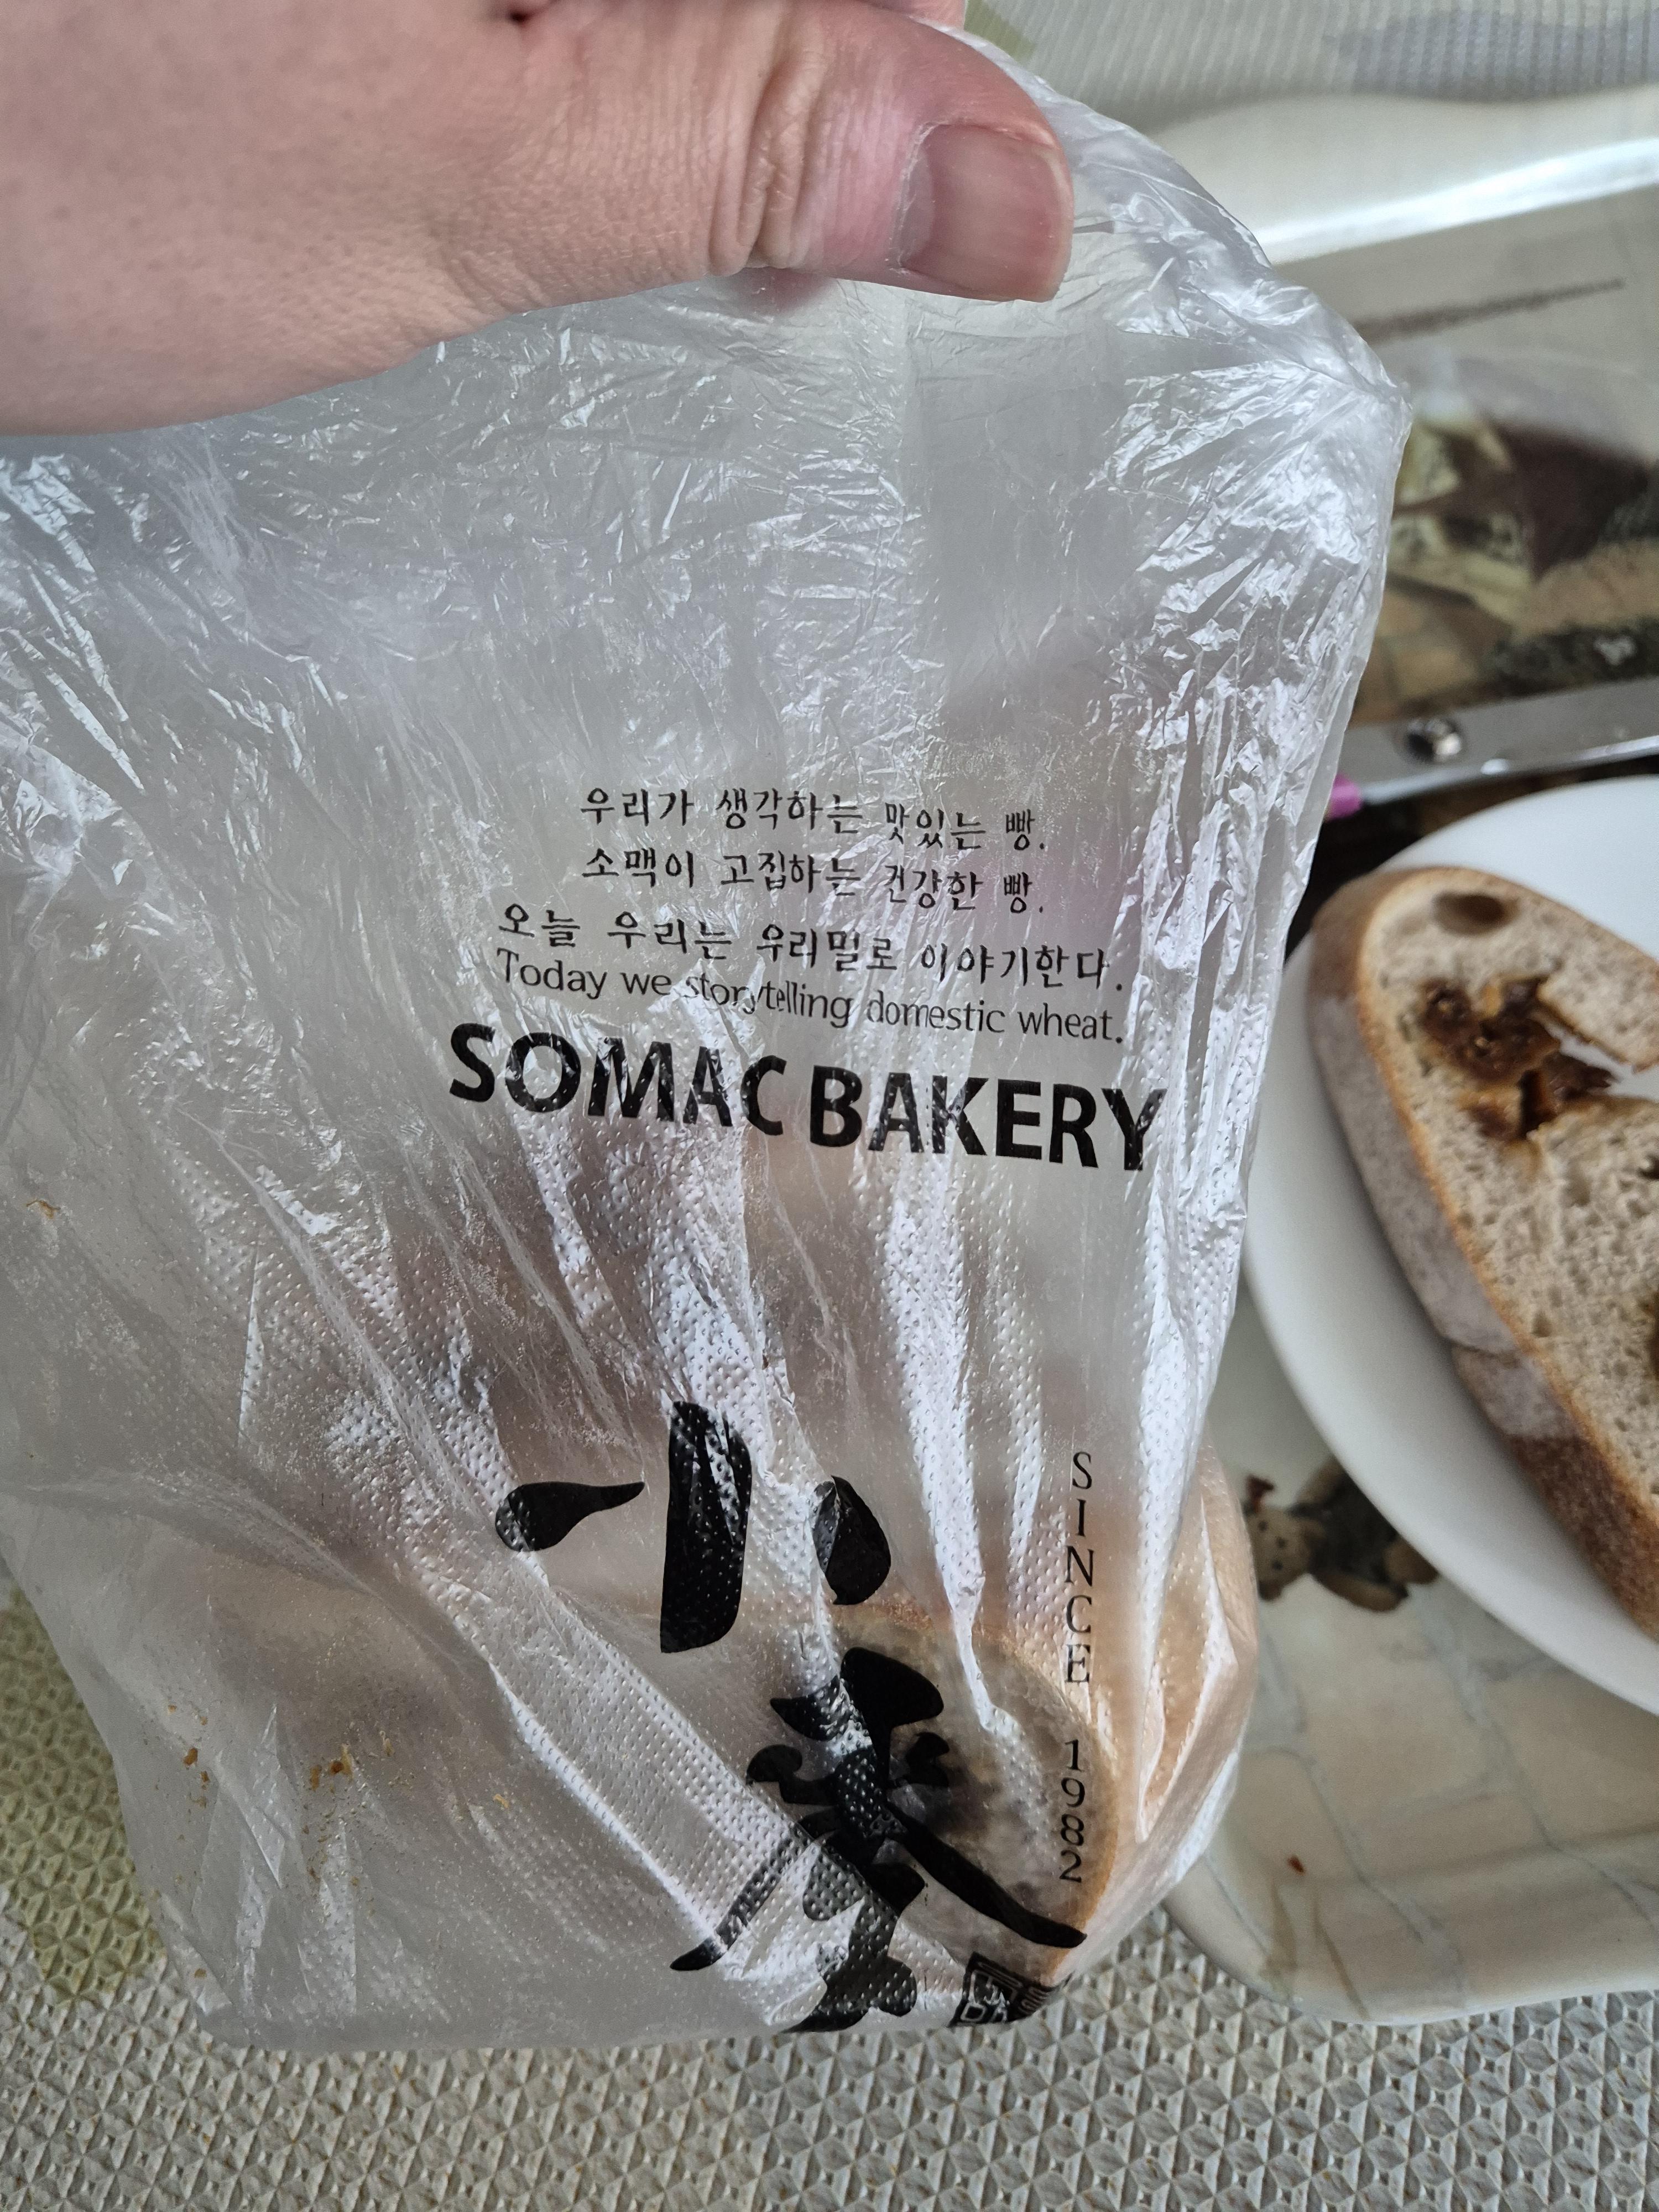 우리가 생각하는 맛있는 빵.
소맥이 고집하는 건강한 빵.
오늘 우리는 우리밀로 이야기한다.
Today we storytelling domestic wheat.
SOMAC BAKERY
小麥
SINCE 1982